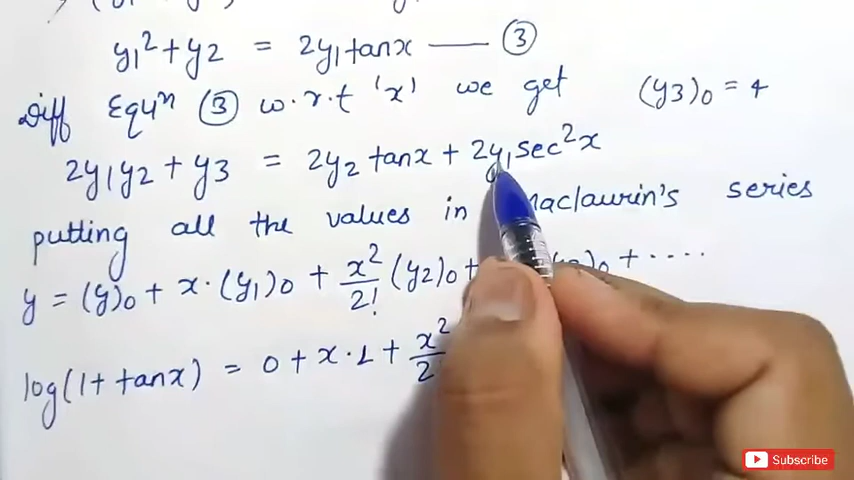 y₁² + y₂ = 2y₁ tanx —— ③
Diff Equⁿ ③ w.r.t 'x' we get (y3)₀ = 4
2y₁y₂ + y₃ = 2y₂ tanx + 2y₁ sec²x
putting all the values in Maclaurin's series
y = (y)₀ + x·(y₁)₀ + x²/2! (y₂)₀ + ....
log(1+tanx) = 0 + x·1 + x²/2!
Subscribe